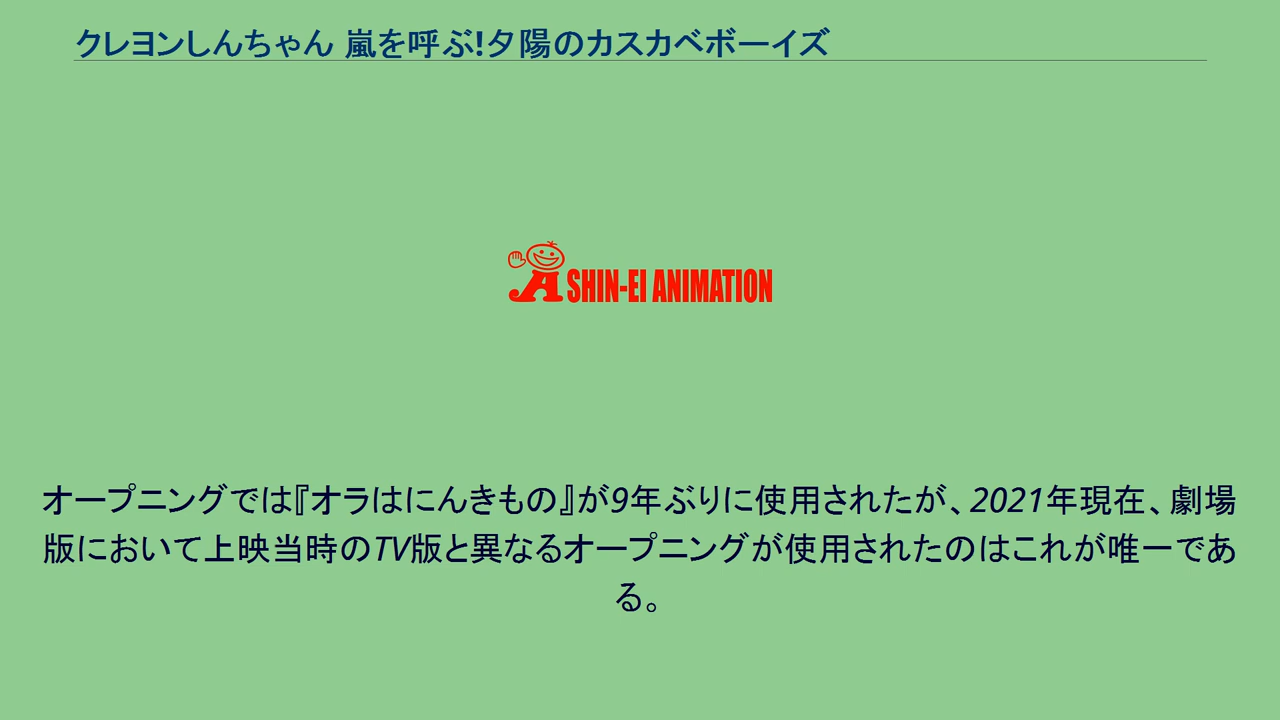 クレヨンしんちゃん 嵐を呼ぶ!夕陽のカスカベボーイズ
SHIN-EI ANIMATION
オープニングでは『オラはにんきもの』が9年ぶりに使用されたが、2021年現在、劇場
版において上映当時のTV版と異なるオープニングが使用されたのはこれが唯一であ
る。